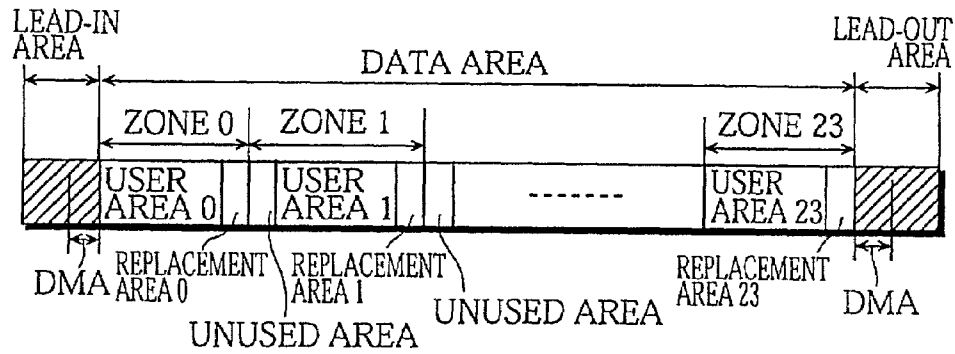 LEAD-IN
AREA
DATA AREA
LEAD-OUT
AREA
ZONE 0
ZONE 1
ZONE 23
USER
AREA 0
USER
AREA 1
USER
AREA 23
DMA
REPLACEMENT
AREA 0
UNUSED AREA
REPLACEMENT
AREA 1
UNUSED AREA
REPLACEMENT
AREA 23
DMA